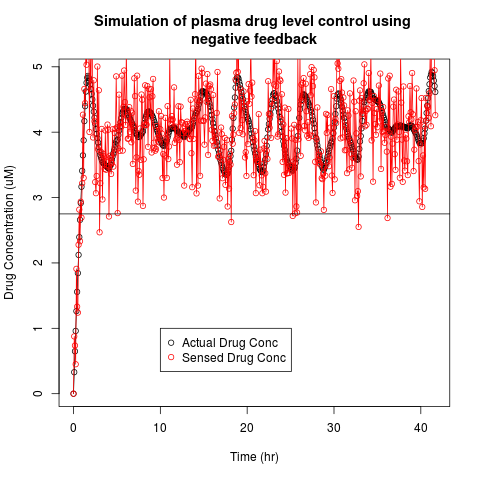 Simulation of plasma drug level control using
negative feedback
Drug Concentration (uM)
5
4
3
2
1
0
Actual Drug Conc
Sensed Drug Conc
0 10 20 30 40
Time (hr)